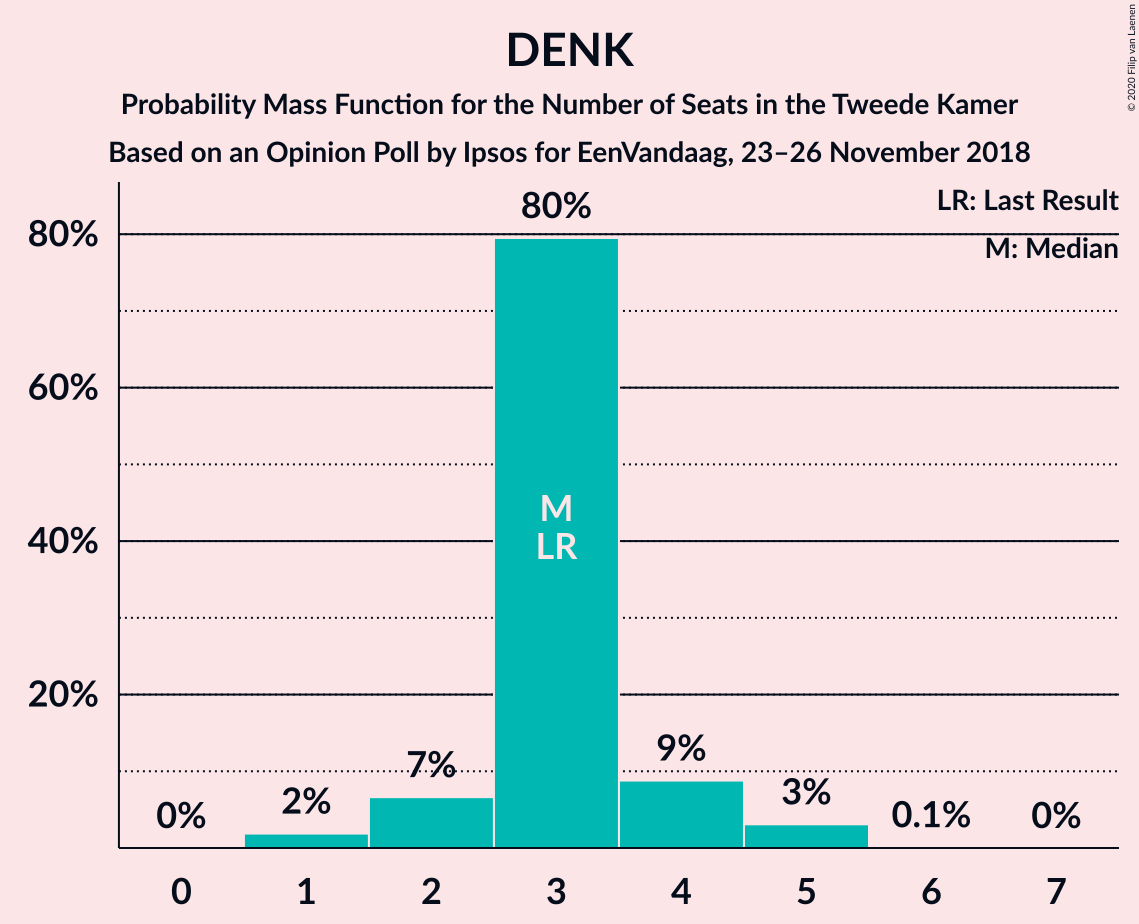 DENK
Probability Mass Function for the Number of Seats in the Tweede Kamer
Based on an Opinion Poll by Ipsos for EenVandaag, 23–26 November 2018
© 2020 Filip van Laenen
LR: Last Result
M: Median
80%
60%
40%
20%
0%
2%
7%
80%
9%
3%
0.1%
0%
M
LR
0 1 2 3 4 5 6 7